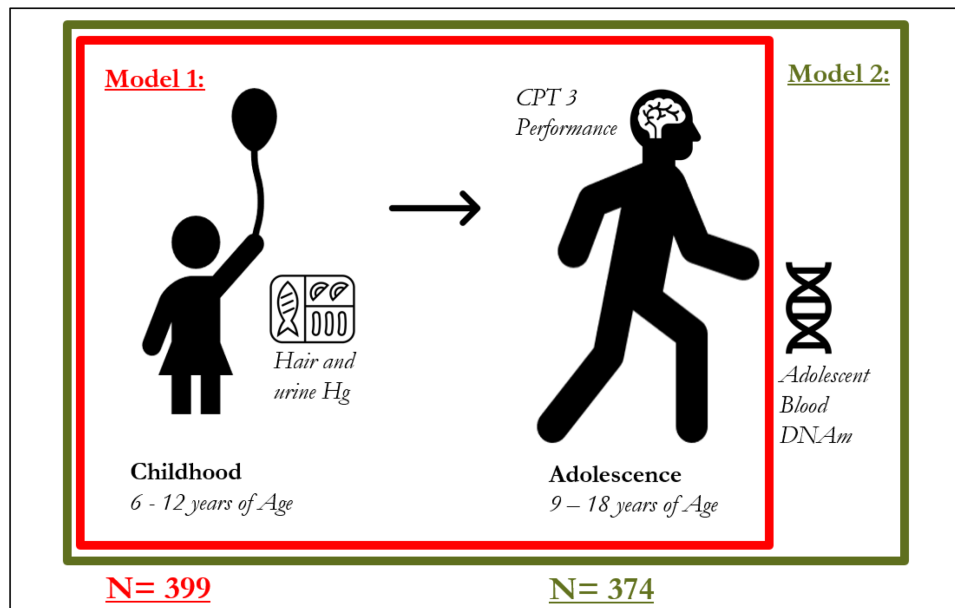 Model 1:
Model 2:
CPT 3
Performance
Hair and
urine Hg
Adolescent
Blood
DNAm
Childhood
6 - 12 years of Age
Adolescence
9 – 18 years of Age
N= 399
N= 374